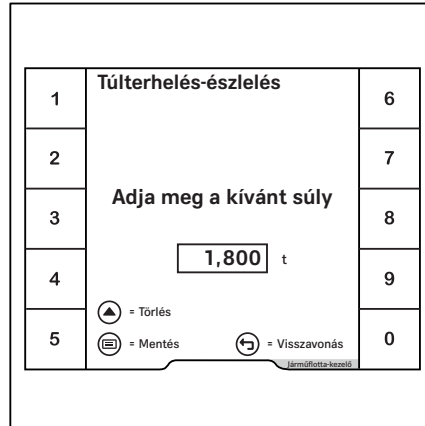 Túlterhelés-észlelés
1
6
2
7
Adja meg a kívánt súly
3
8
1,800 t
4
9
= Törlés
5
= Mentés
= Visszavonás
0
Járműflotta-kezelő